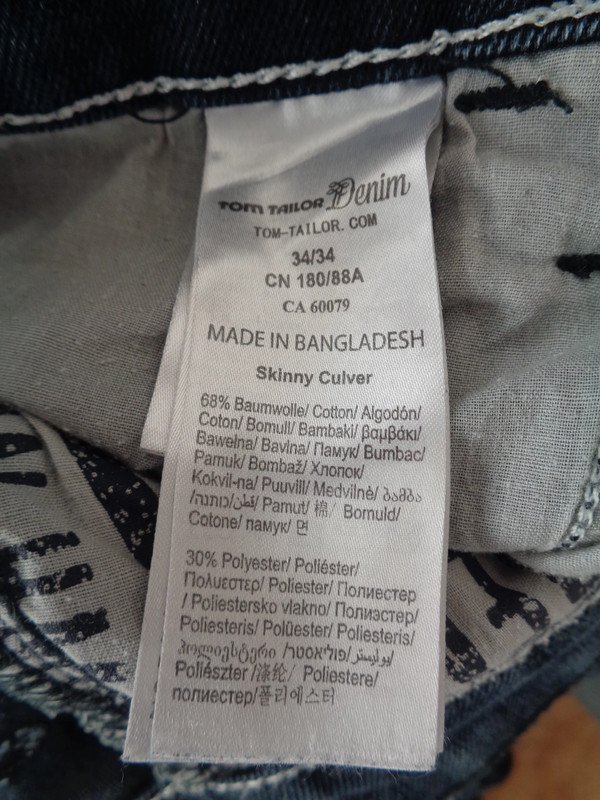 TOM TAILOR Denim
TOM-TAILOR.COM
34/34
CN 180/88A
CA 60079
MADE IN BANGLADESH
Skinny Culver
68% Baumwolle/ Cotton/ Algodón/
Coton/ Bomull/ Bambaki/ βαμβάκι/
Bawełna/ Bavlna/ Памук/ Bumbac/
Pamuk/ Bombaž/ Хлопок/
Kokvil-na/ Puuvill/ Medvilnė/ ბამბა
/כותנה/قطن/ Pamut/ 棉/ Bomuld/
Cotone/ памук/ 면
30% Polyester/ Poliéster/
Πολυεστερ/ Poliester/ Полиестер
/ Poliestersko vlakno/ Полиэстер/
Poliesteris/ Polüester/ Poliesteris/
პოლიესტერი /פוליאסטר/بوليستر/
Poliészter /涤纶/ Poliestere/
полиестер/폴리에스터